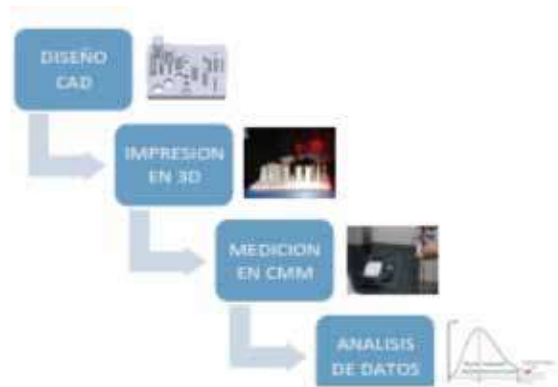 DISEÑO
CAD
IMPRESION
EN 3D
MEDICION
EN CMM
ANALISIS
DE DATOS